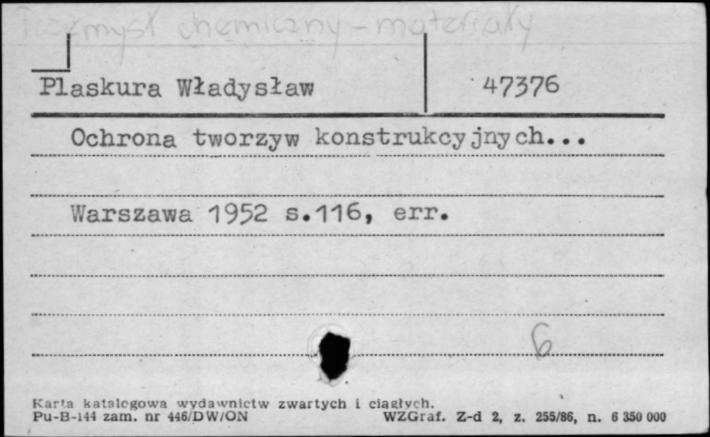 Przemysł chemiczny - materiały
Plaskura Władysław 47376
Ochrona tworzyw konstrukcyjnych...
Warszawa 1952 s.116, err.
6
Karta katalogowa wydawnictw zwartych i ciągłych.
Pu-B-144 zam. nr 446/DW/ON WZGraf. Z-d 2, z. 255/86, n. 6 350 000